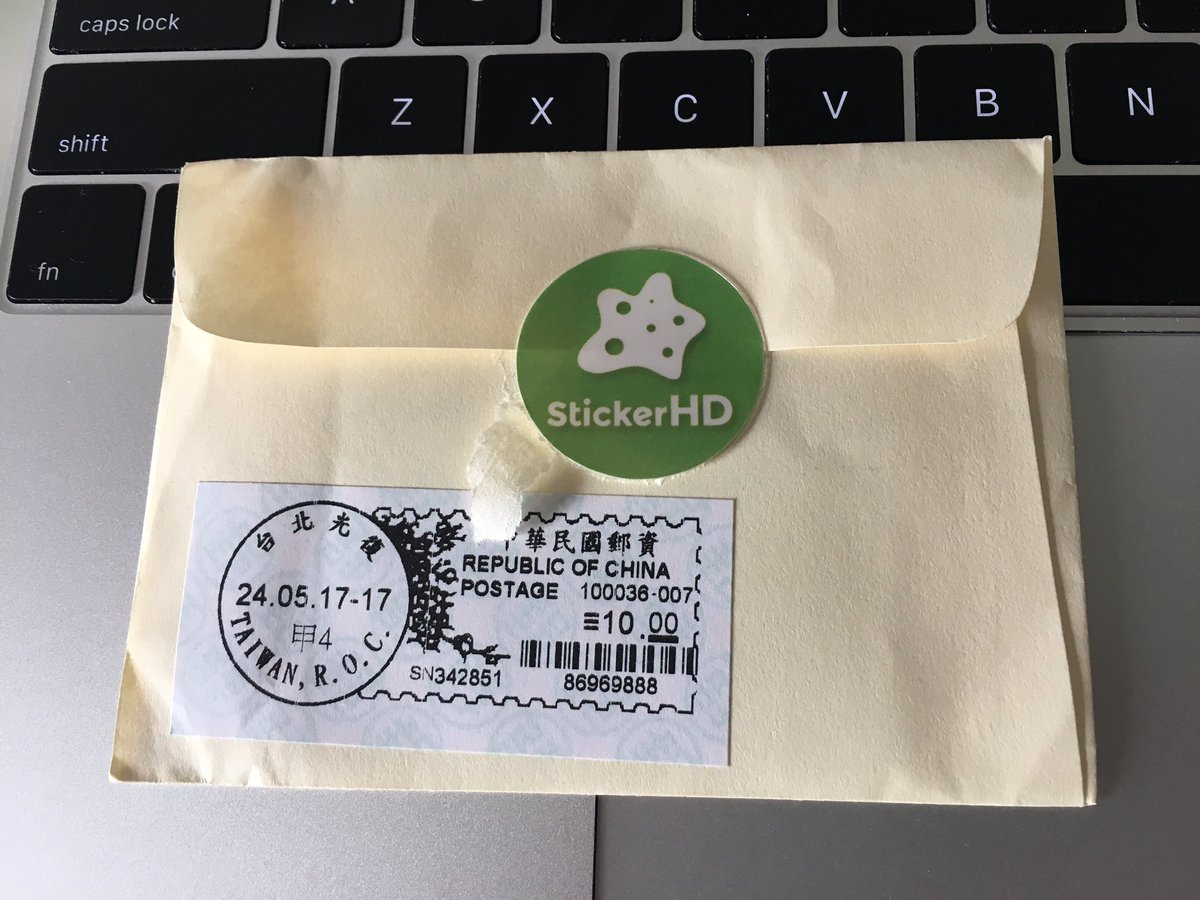 caps lock
A
shift
Z
X
C
V
B
N
fn
StickerHD
台北光復
24.05.17-17
甲4
TAIWAN, R.O.C.
中華民國郵資
REPUBLIC OF CHINA
POSTAGE 100036-007
≡10.00
SN342851
86969888